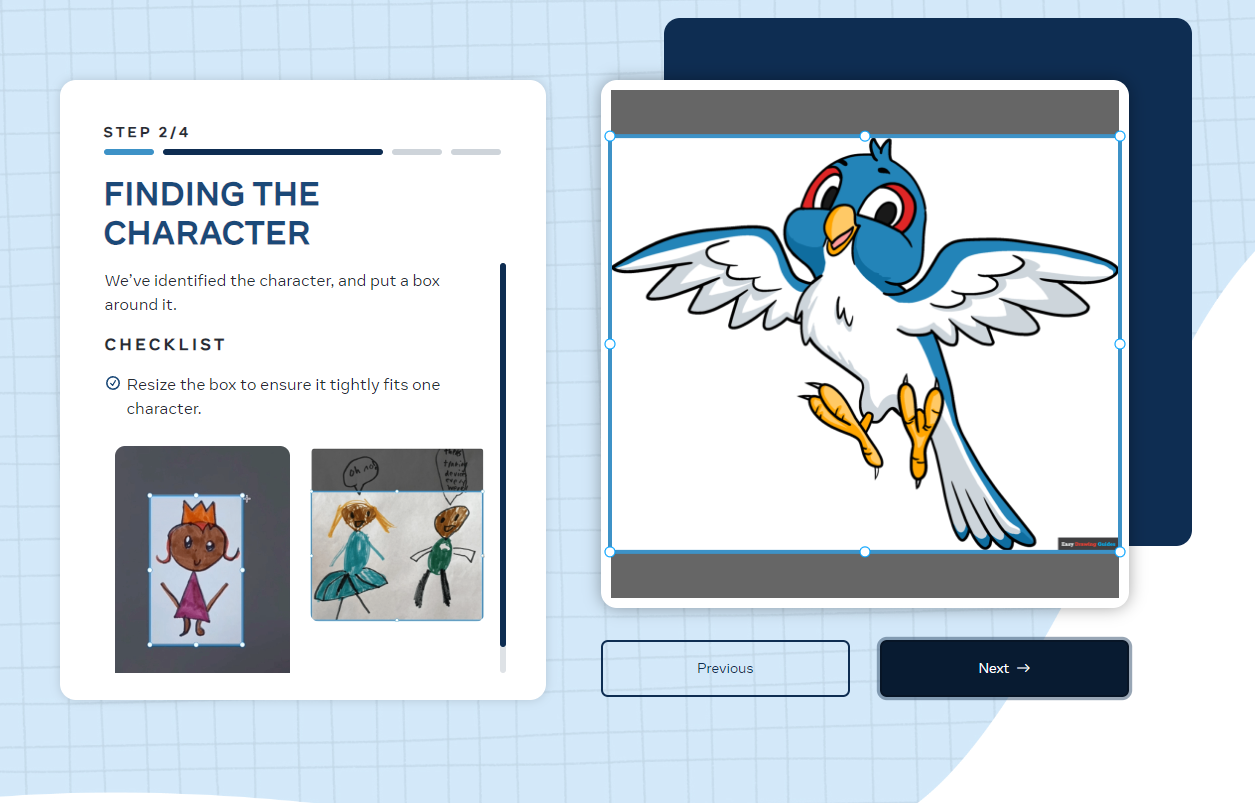 STEP 2/4
FINDING THE
CHARACTER
We've identified the character, and put a box
around it.
CHECKLIST
Resize the box to ensure it tightly fits one
character.
oh no!
Easy Drawing Guides
Previous
Next →